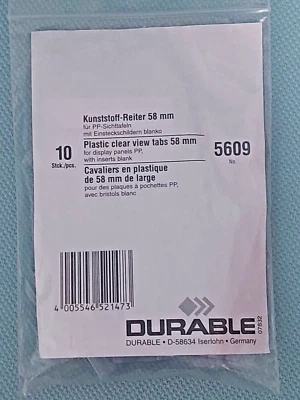 Kunststoff-Reiter 58 mm
für PP-Sichttafeln
mit Einsteckschildern blanko
10
Stck./pcs.
Plastic clear view tabs 58 mm
for display panels PP,
with inserts blank
5609
No.
Cavaliers en plastique
de 58 mm de large
pour des plaques à pochettes PP,
avec bristols blanc
4 005546 521473
DURABLE
DURABLE • D-58634 Iserlohn • Germany
07832